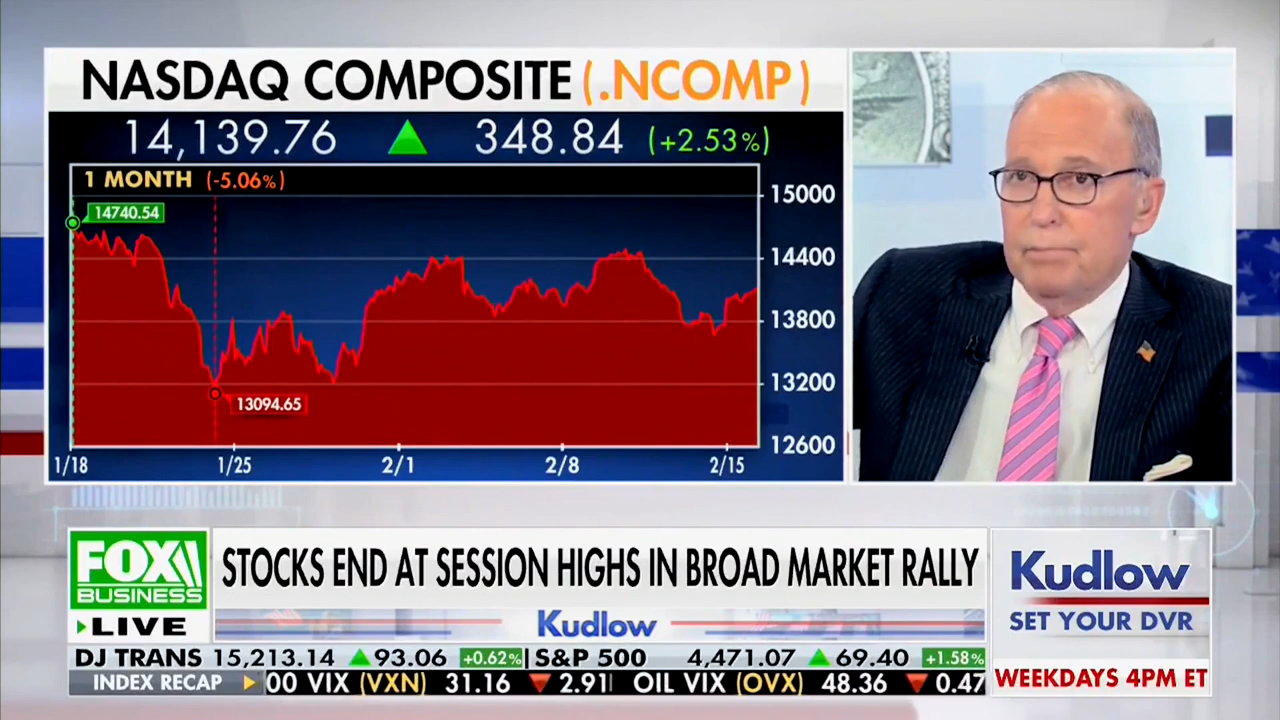 NASDAQ COMPOSITE (.NCOMP)
14,139.76 ▲ 348.84 (+2.53%)
1 MONTH (-5.06%)
14740.54
13094.65
15000
14400
13800
13200
12600
1/18 1/25 2/1 2/8 2/15
FOX BUSINESS
LIVE
STOCKS END AT SESSION HIGHS IN BROAD MARKET RALLY
Kudlow
Kudlow
SET YOUR DVR
WEEKDAYS 4PM ET
DJ TRANS 15,213.14 ▲ 93.06 +0.62% | S&P 500 4,471.07 ▲ 69.40 +1.58%
INDEX RECAP 00 VIX (VXN) 31.16 ▼ 2.91 OIL VIX (OVX) 48.36 ▼ 0.47